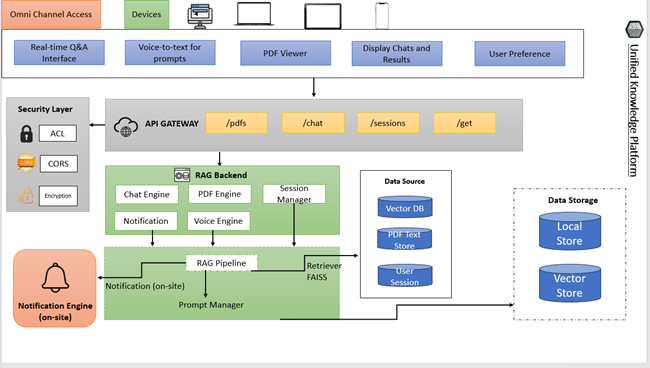 Omni Channel Access
Devices
Real-time Q&A
Interface
Voice-to-text for
prompts
PDF Viewer
Display Chats and
Results
User Preference
Unified Knowledge Platform
Security Layer
ACL
CORS
CORS
Encryption
API GATEWAY
/pdfs
/chat
/sessions
/get
RAG Backend
Chat Engine
PDF Engine
Session
Manager
Notification
Voice Engine
Data Source
Vector DB
PDF Text
Store
User
Session
Data Storage
Local
Store
Vector
Store
RAG Pipeline
Retriever
FAISS
Notification (on-site)
Prompt Manager
Notification Engine
(on-site)